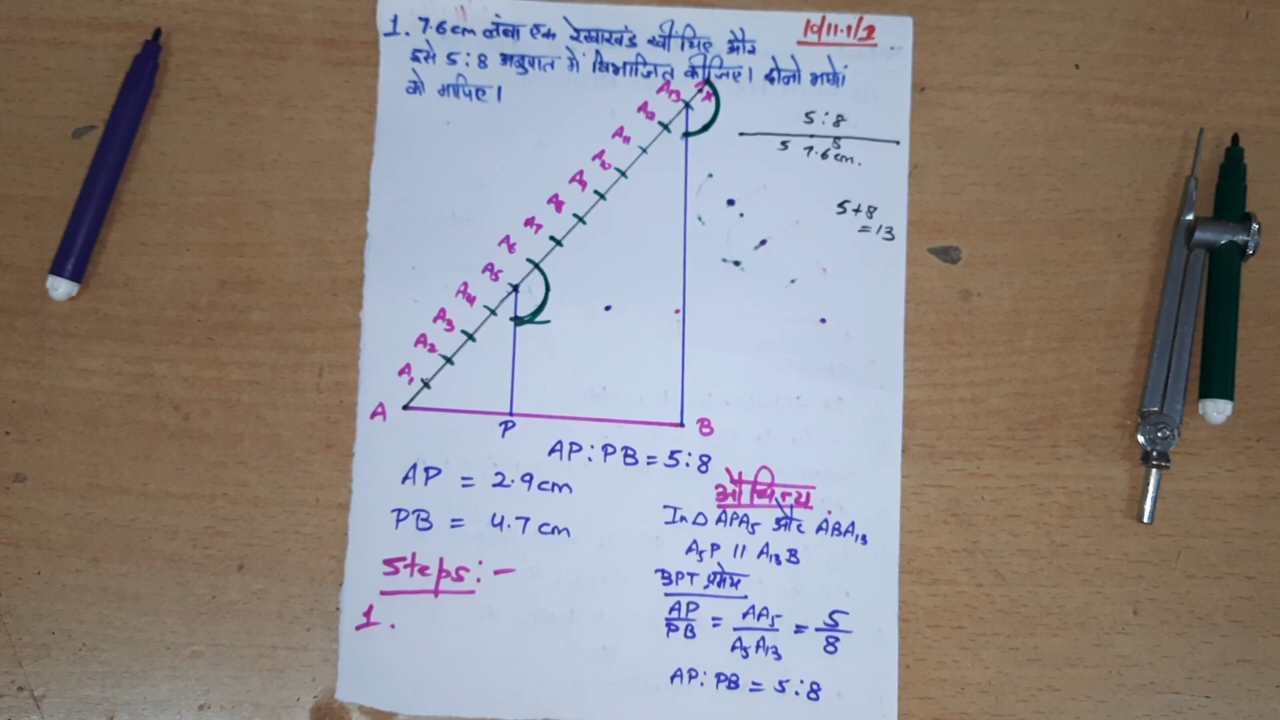 1. 7.6cm लंबा एक रेखाखंड खींचिए और
इसे 5:8 अनुपात में विभाजित कीजिए। दोनो भागों
को मापिए।
10/11.1/2
5:8
5 8
7.6cm.
5+8
=13
X
A13
A12
A11
A10
A9
A8
A7
A6
A5
A4
A3
A2
A1
A
P
B
AP:PB=5:8
AP = 2.9cm
PB = 4.7cm
Steps:-
1.
औचित्य
In△ APA5 और ABA13
A5P || A13B
BPT प्रमेय
AP/PB = AA5/A5A13 = 5/8
AP:PB=5:8